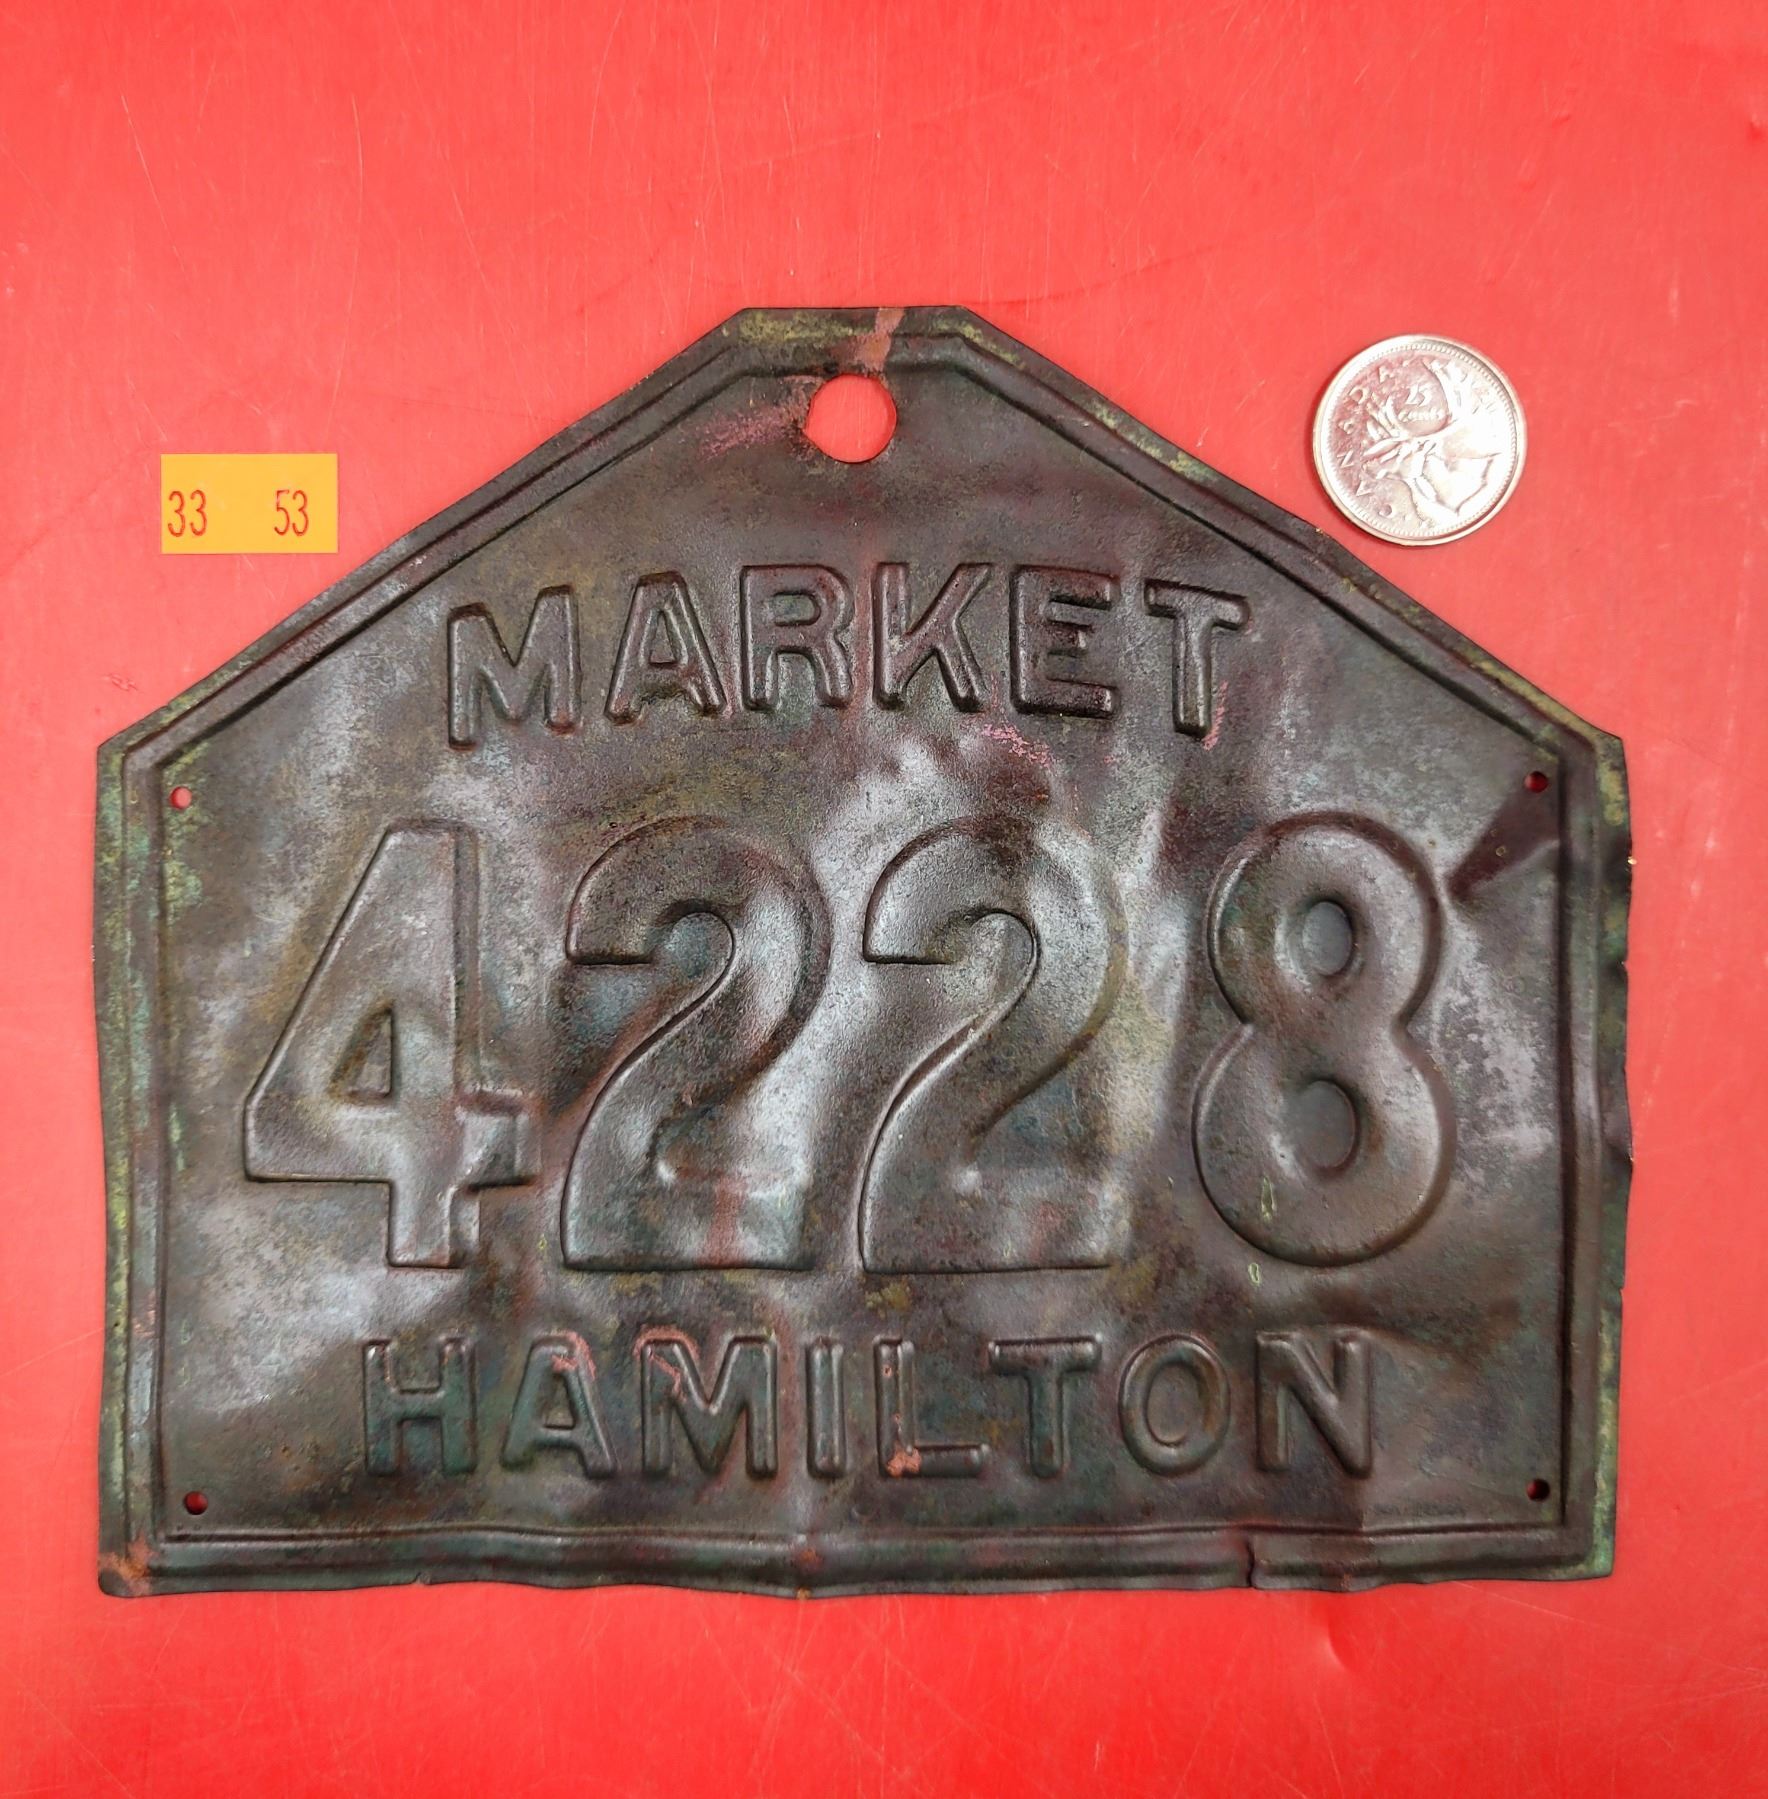 MARKET
4228
HAMILTON
33 53
CANADA
25
cents